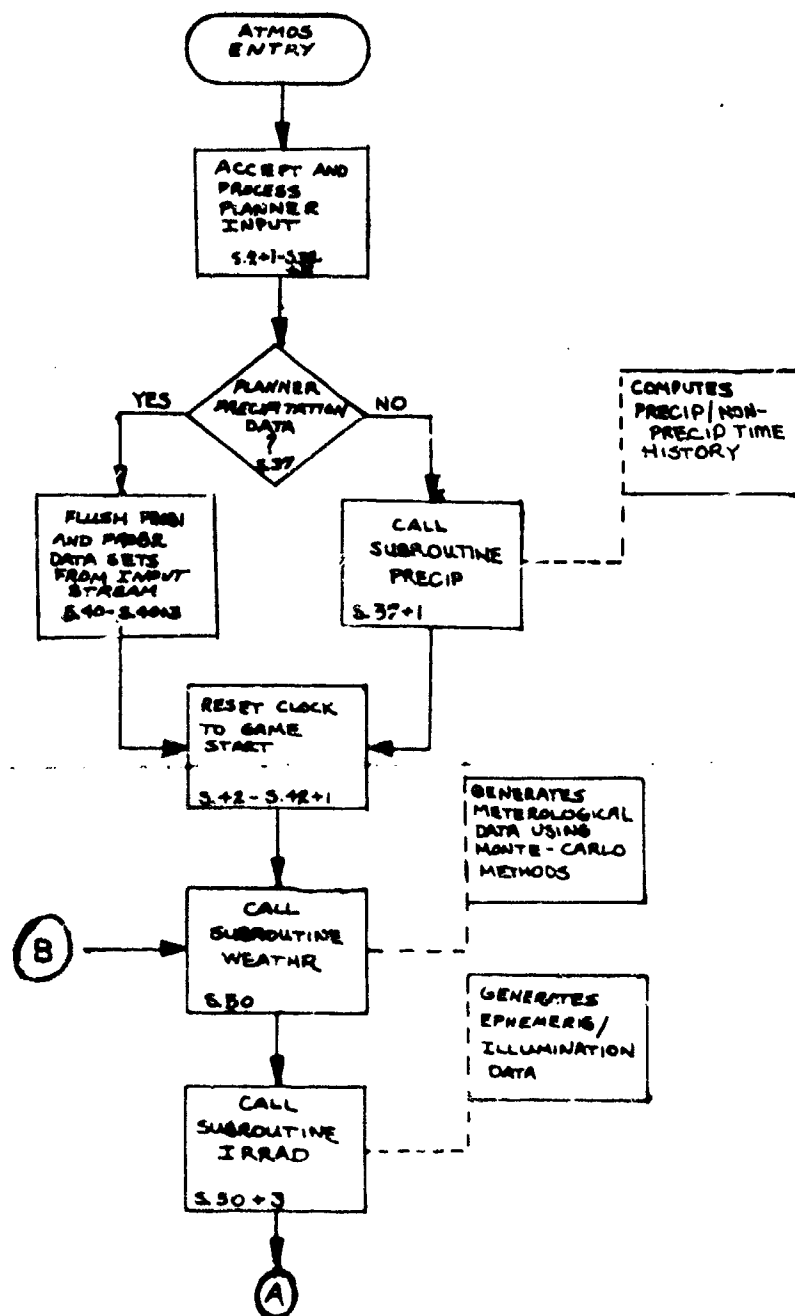 ATMOS
ENTRY
ACCEPT AND
PROCESS
PLANNER
INPUT
PLANNER
PRECIPITATION
DATA
?
S.37
YES
NO
COMPUTES
PRECIP/NON-
PRECIP TIME
HISTORY
FLUSH
AND
DATA SETS
FROM INPUT
STREAM
CALL
SUBROUTINE
PRECIP
S.37+1
RESET CLOCK
TO GAME
START
S.42- S.42+1
GENERATES
METEROLOGICAL
DATA USING
MONTE-CARLO
METHODS
B
CALL
SUBROUTINE
WEATHR
S.50
GENERATES
EPHEMERIS/
ILLUMINATION
DATA
CALL
SUBROUTINE
IRRAD
S.50+3
A